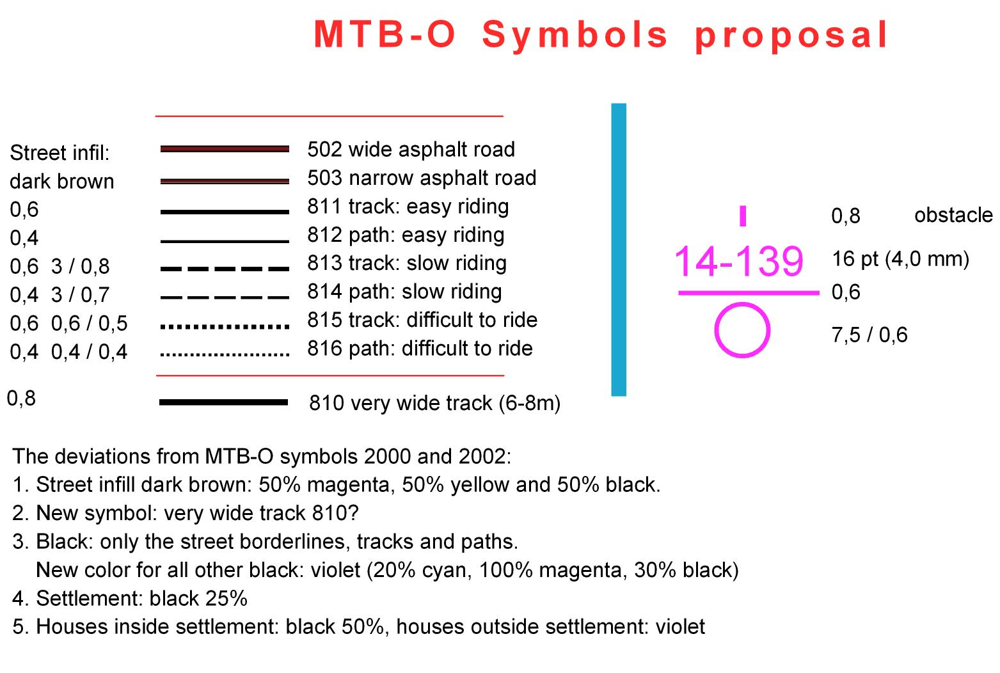 MTB-O Symbols proposal
Street infil:
502 wide asphalt road
dark brown
503 narrow asphalt road
0,6
811 track: easy riding
0,4
812 path: easy riding
0,6 3 / 0,8
813 track: slow riding
0,4 3 / 0,7
814 path: slow riding
0,6 0,6 / 0,5
815 track: difficult to ride
0,4 0,4 / 0,4
816 path: difficult to ride
0,8
810 very wide track (6-8m)
0,8 obstacle
14-139
16 pt (4,0 mm)
0,6
7,5 / 0,6
The deviations from MTB-O symbols 2000 and 2002:
1. Street infill dark brown: 50% magenta, 50% yellow and 50% black.
2. New symbol: very wide track 810?
3. Black: only the street borderlines, tracks and paths.
New color for all other black: violet (20% cyan, 100% magenta, 30% black)
4. Settlement: black 25%
5. Houses inside settlement: black 50%, houses outside settlement: violet